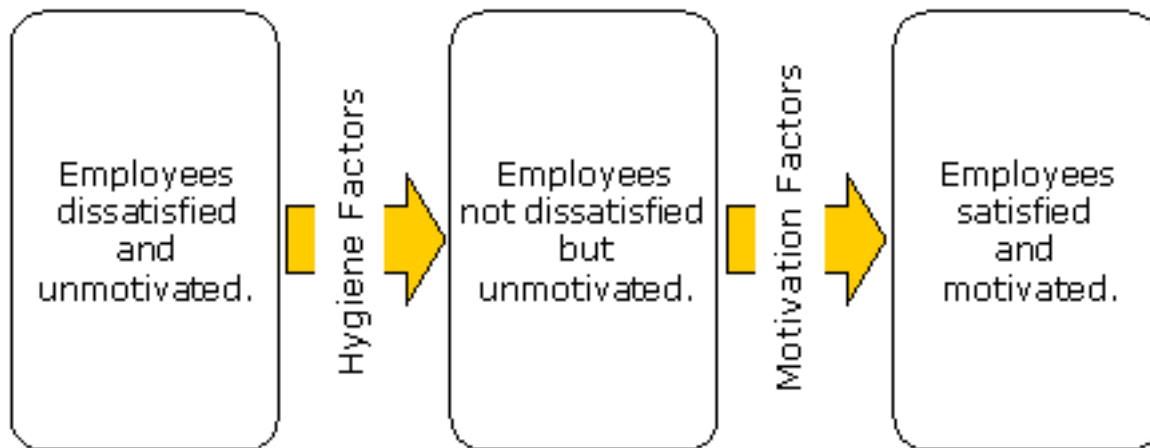 Employees
dissatisfied
and
unmotivated.
Hygiene Factors
Employees
not dissatisfied
but
unmotivated.
Motivation Factors
Employees
satisfied
and
motivated.